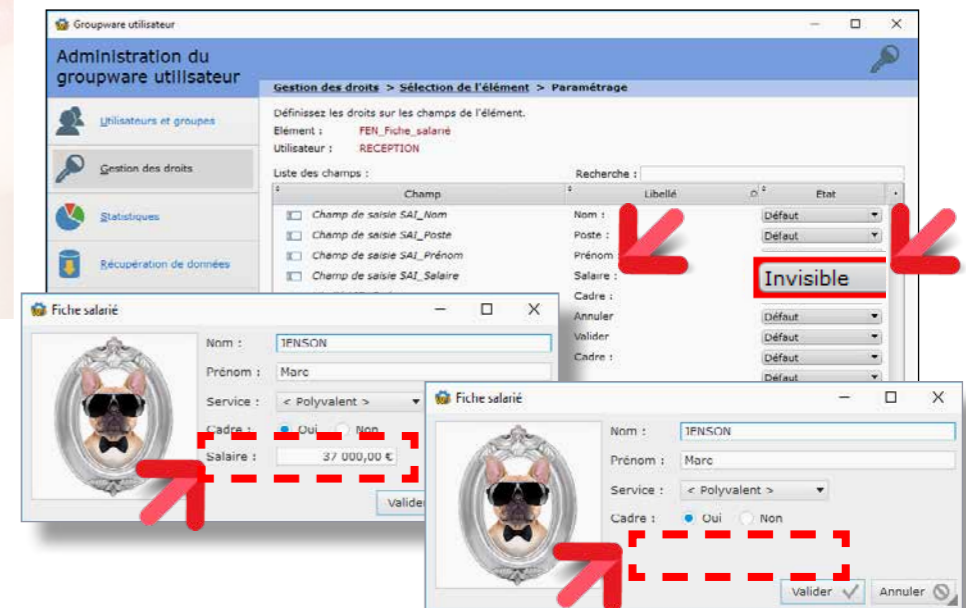 Groupware utilisateur
Administration du
groupware utilisateur
Gestion des droits > Sélection de l'élément > Paramétrage
Utilisateurs et groupes
Gestion des droits
Statistiques
Récupération de données
Définissez les droits sur les champs de l'élément.
Elément : FEN_Fiche_salarié
Utilisateur : RECEPTION
Liste des champs : Recherche :
Champ Libellé Etat
Champ de saisie SAI_Nom Nom : Défaut
Champ de saisie SAI_Poste Poste : Défaut
Champ de saisie SAI_Prénom Prénom
Champ de saisie SAI_Salaire Salaire : Invisible
Cadre :
Annuler Défaut
Valider Défaut
Cadre : Défaut
Défaut
Fiche salarié
Nom : JENSON
Prénom : Marc
Service : < Polyvalent >
Cadre : Oui Non
Salaire : 37 000,00 €
Valider
Fiche salarié
Nom : JENSON
Prénom : Marc
Service : < Polyvalent >
Cadre : Oui Non
Valider Annuler